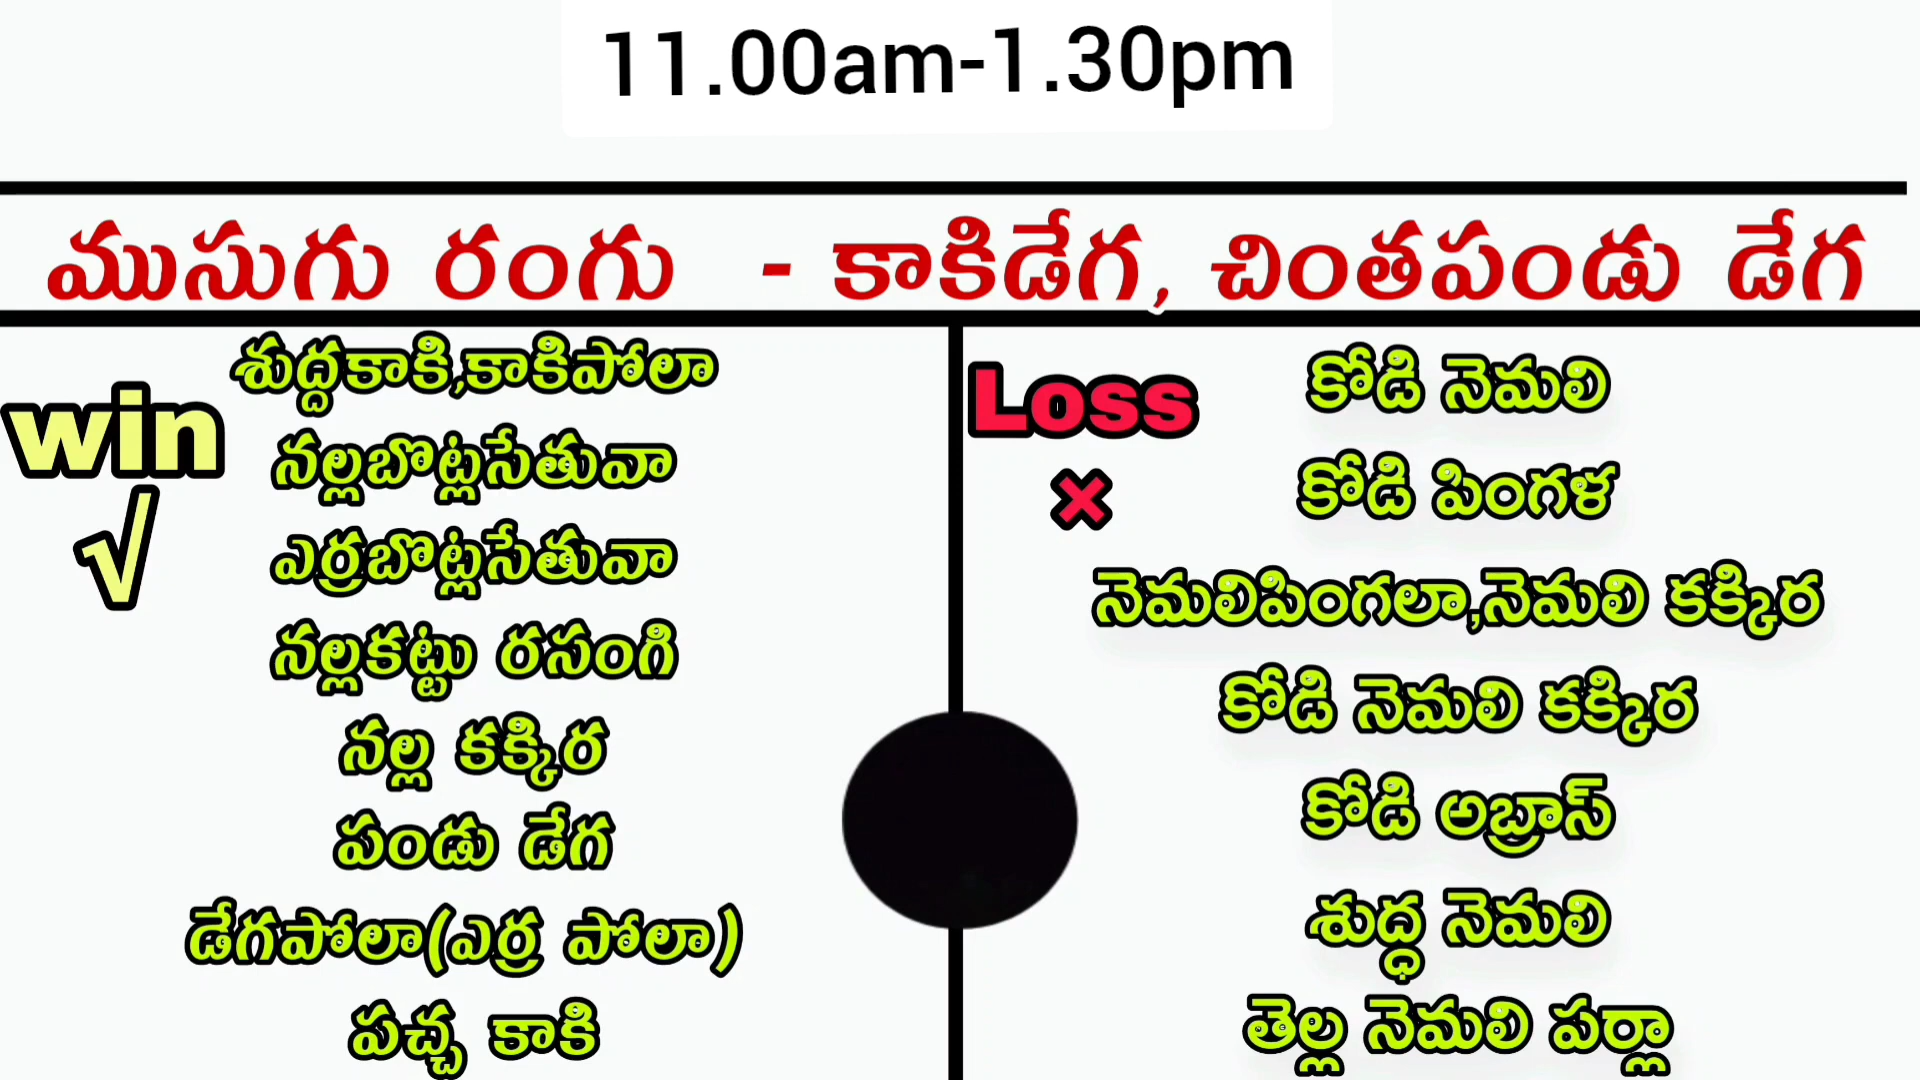 11.00am-1.30pm
ముసుగు రంగు - కాకిడేగ, చింతపండు డేగ
win
√
శుద్దకాకి,కాకిపోలా
నల్లబొట్లసేతువా
ఎర్రబొట్లసేతువా
నల్లకట్టు రసంగి
నల్ల కక్కిర
పండు డేగ
డేగపోలా(ఎర్ర పోలా)
పచ్చ కాకి
Loss
×
కోడి నెమలి
కోడి పింగళ
నెమలిపింగలా,నెమలి కక్కిర
కోడి నెమలి కక్కిర
కోడి అబ్రాస్
శుద్ధ నెమలి
తెల్ల నెమలి పర్లా